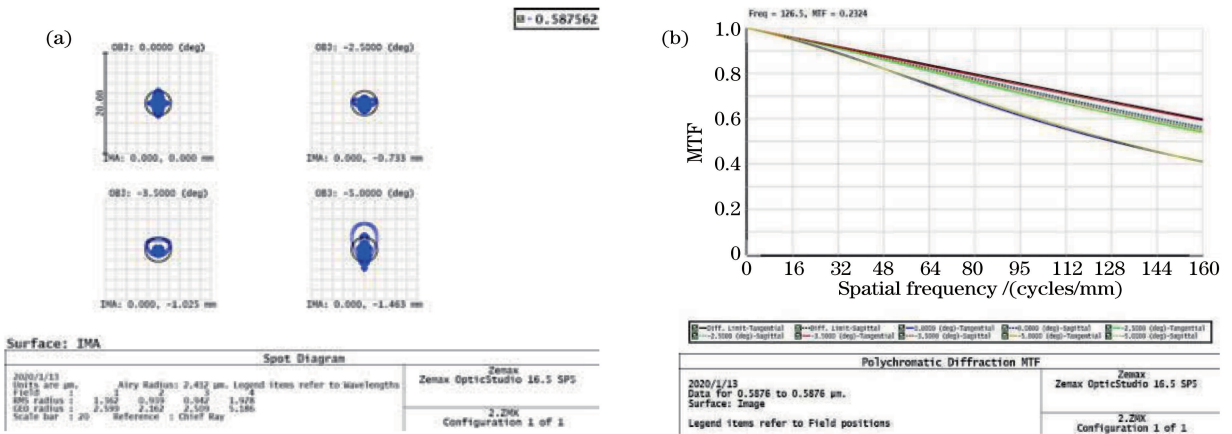 0.587562
(a)
OBJ: 0.0000 (deg)
OBJ: -2.5000 (deg)
20.00
IMA: 0.000, 0.000 mm
IMA: 0.000, -0.733 mm
OBJ: -3.5000 (deg)
OBJ: -5.0000 (deg)
IMA: 0.000, -1.025 mm
IMA: 0.000, -1.463 mm
Surface: IMA
Spot Diagram
2020/1/13
Units are µm. Airy Radius: 2.412 µm. Legend items refer to Wavelengths
Field : 1 2 3 4
RMS radius : 1.362 0.939 0.942 1.928
GEO radius : 2.599 2.162 2.509 5.186
Scale bar : 20 Reference : Chief Ray
Zemax
Zemax OpticStudio 16.5 SP5
2.ZMX
Configuration 1 of 1
(b)
Freq = 126.5, MTF = 0.2324
1.0
0.8
0.6
0.4
0.2
0
MTF
0 16 32 48 64 80 95 112 128 144 160
Spatial frequency /(cycles/mm)
Diff. Limit-Tangential Diff. Limit-Sagittal 0.0000 (deg)-Tangential 0.0000 (deg)-Sagittal -2.5000 (deg)-Tangential
-2.5000 (deg)-Sagittal -3.5000 (deg)-Tangential -3.5000 (deg)-Sagittal -5.0000 (deg)-Tangential -5.0000 (deg)-Sagittal
Polychromatic Diffraction MTF
2020/1/13
Data for 0.5876 to 0.5876 µm.
Surface: Image
Legend items refer to Field positions
Zemax
Zemax OpticStudio 16.5 SP5
2.ZMX
Configuration 1 of 1